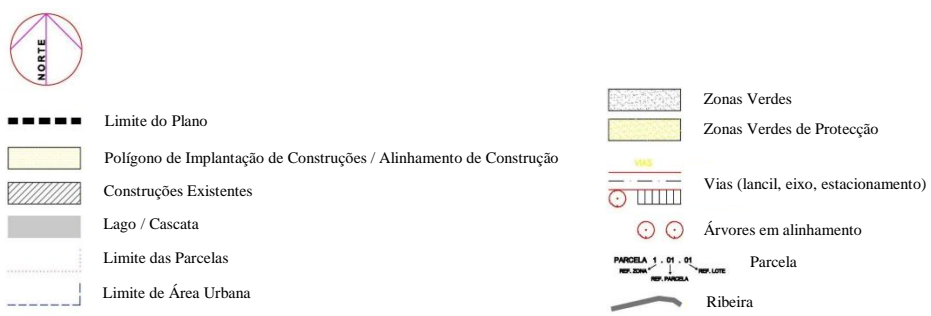 NORTE
Limite do Plano
Polígono de Implantação de Construções / Alinhamento de Construção
Construções Existentes
Lago / Cascata
Limite das Parcelas
Limite de Área Urbana
Zonas Verdes
Zonas Verdes de Protecção
VIAS
Vias (lancil, eixo, estacionamento)
Árvores em alinhamento
PARCELA 1 . 01 . 01
REF. ZONA
REF. LOTE
REF. PARCELA
Parcela
Ribeira